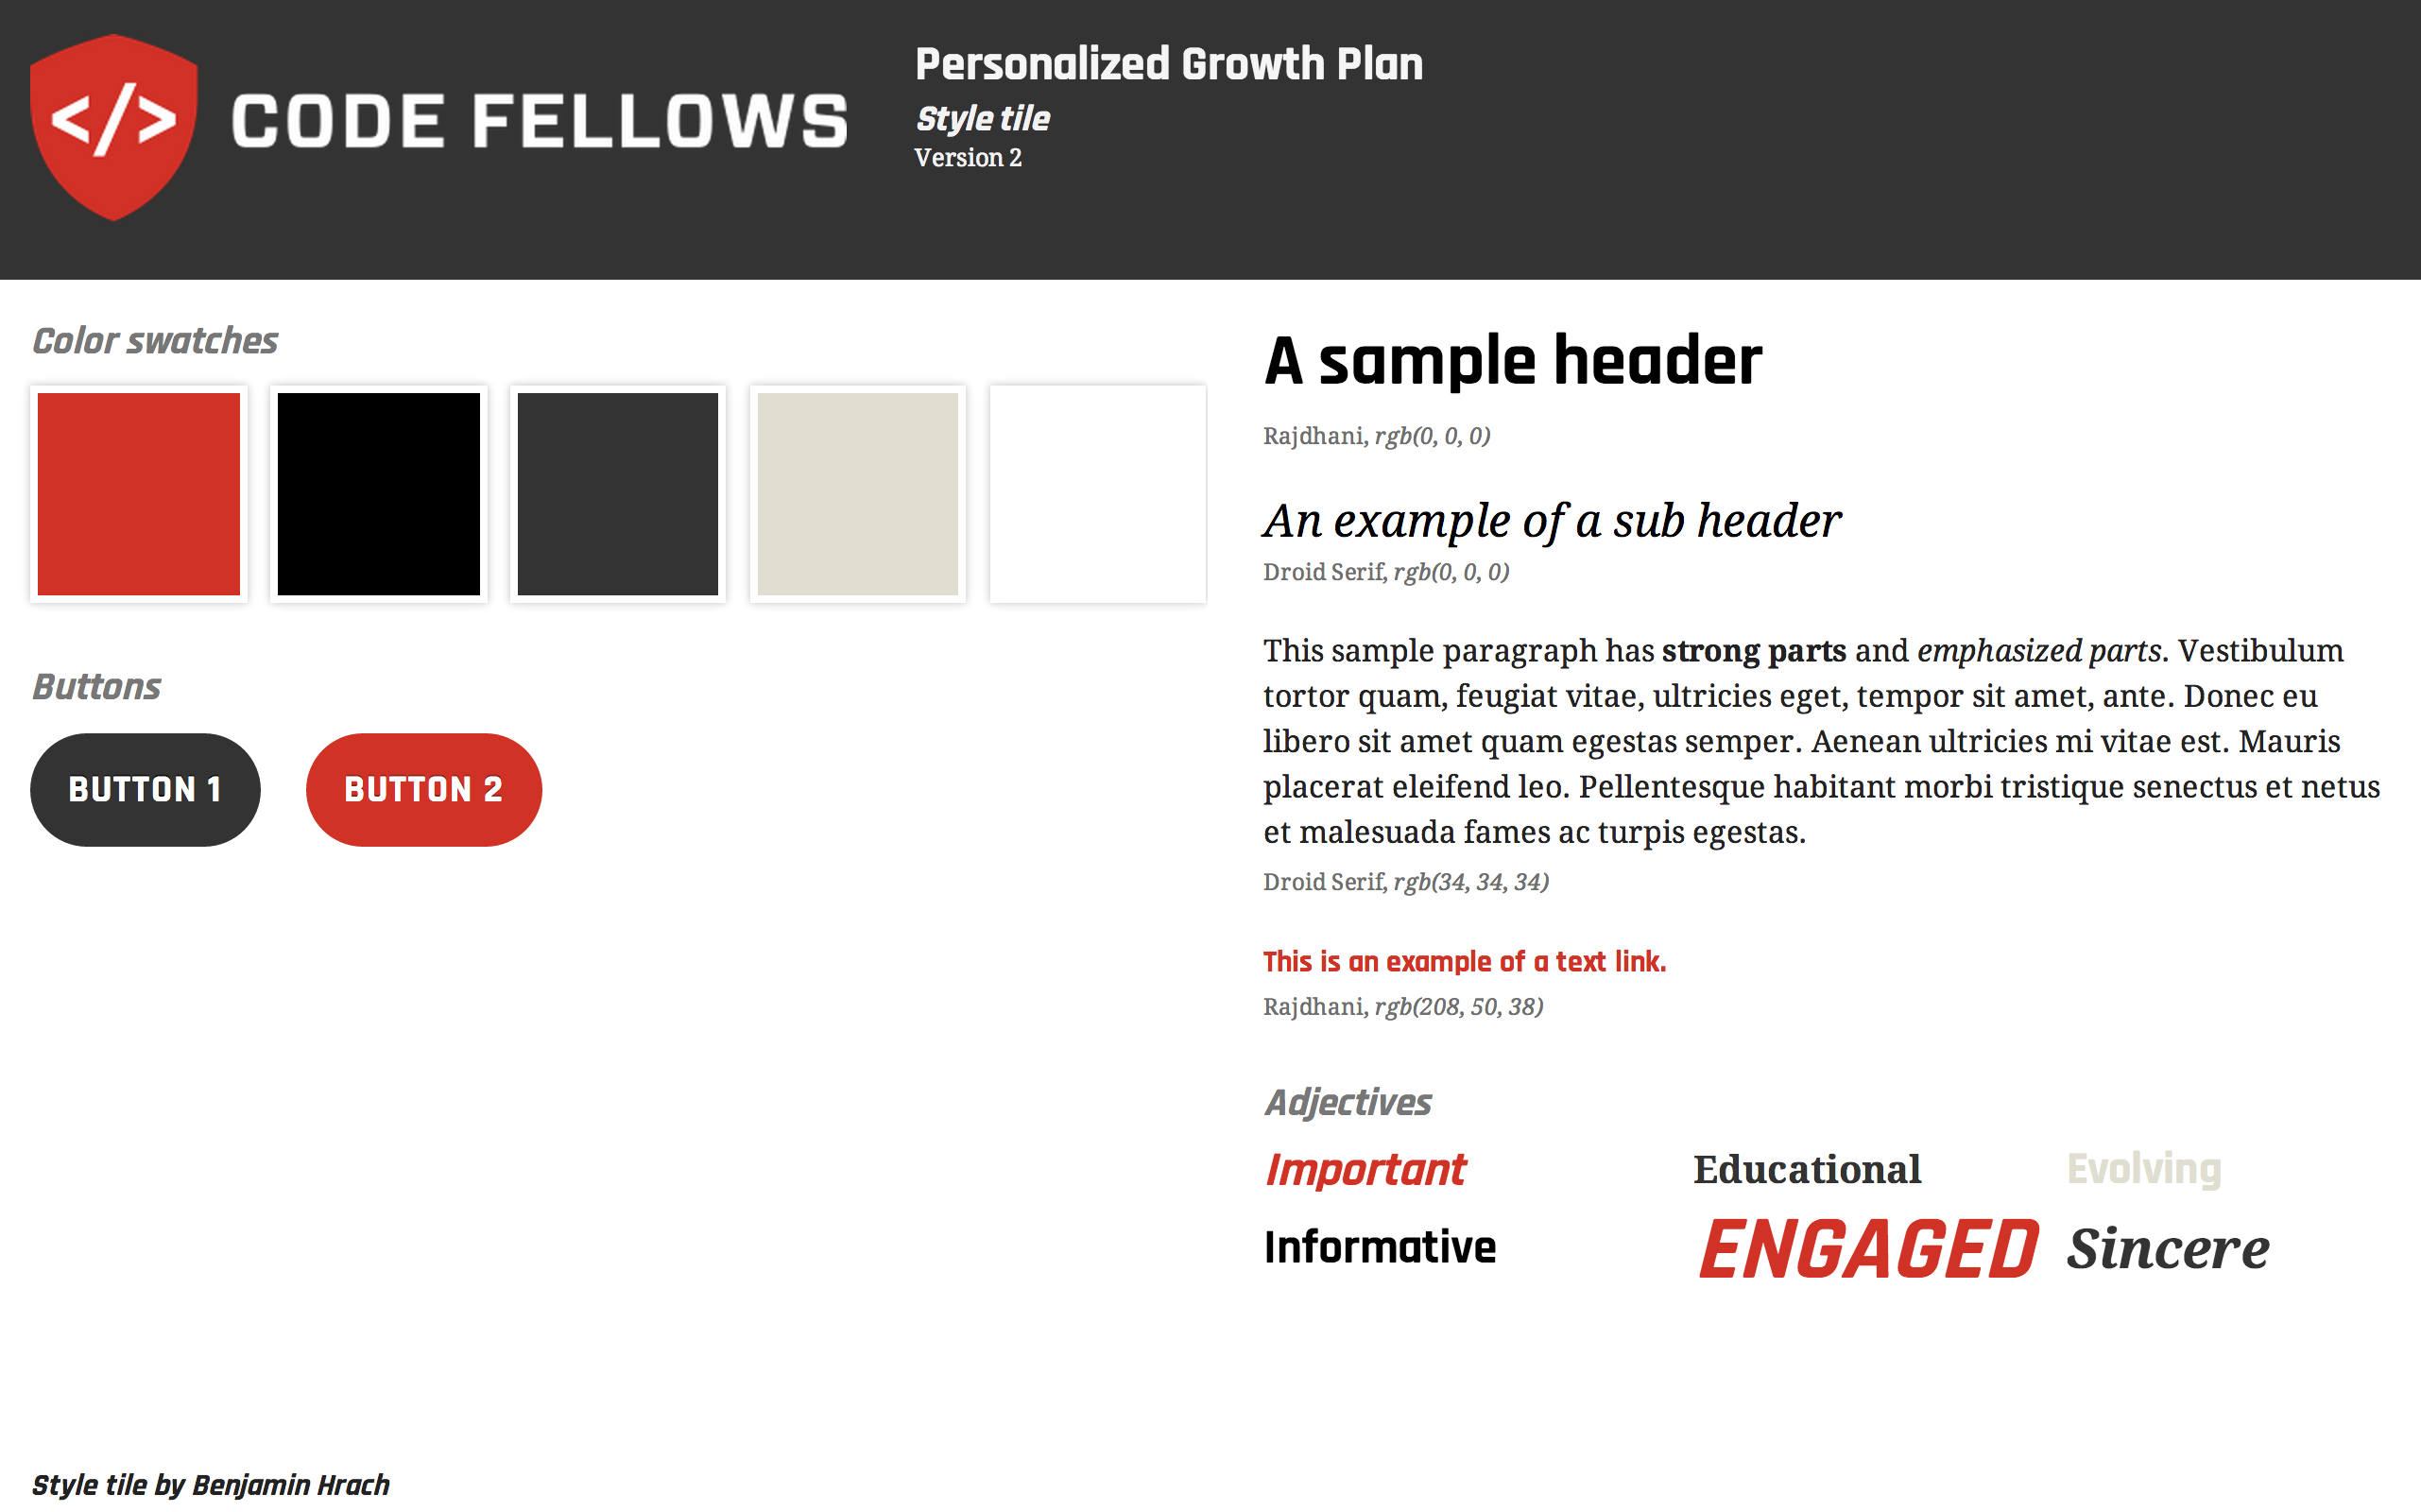 </>
CODE FELLOWS
Personalized Growth Plan
Style tile
Version 2
Color swatches
Buttons
BUTTON 1
BUTTON 2
A sample header
Rajdhani, rgb(0, 0, 0)
An example of a sub header
Droid Serif, rgb(0, 0, 0)
This sample paragraph has strong parts and emphasized parts. Vestibulum
tortor quam, feugiat vitae, ultricies eget, tempor sit amet, ante. Donec eu
libero sit amet quam egestas semper. Aenean ultricies mi vitae est. Mauris
placerat eleifend leo. Pellentesque habitant morbi tristique senectus et netus
et malesuada fames ac turpis egestas.
Droid Serif, rgb(34, 34, 34)
This is an example of a text link.
Rajdhani, rgb(208, 50, 38)
Adjectives
Important
Educational
Evolving
Informative
ENGAGED
Sincere
Style tile by Benjamin Hrach